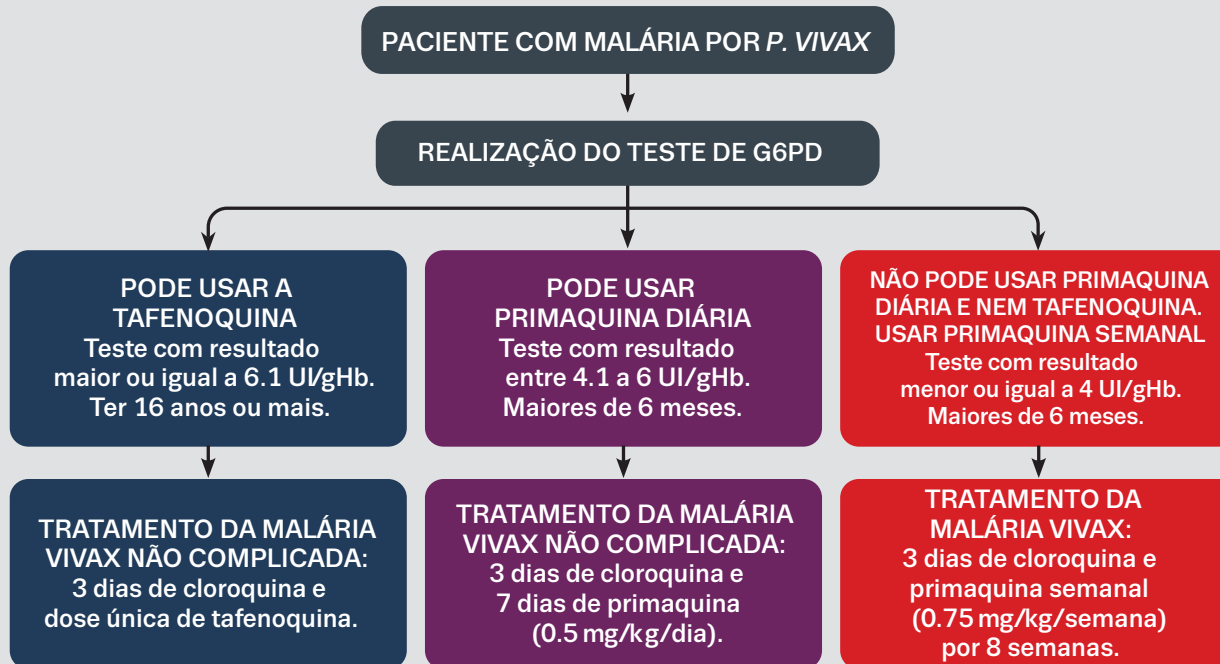 PACIENTE COM MALÁRIA POR P. VIVAX
REALIZAÇÃO DO TESTE DE G6PD
PODE USAR A
TAFENOQUINA
Teste com resultado
maior ou igual a 6.1 UI/gHb.
Ter 16 anos ou mais.
PODE USAR
PRIMAQUINA DIÁRIA
Teste com resultado
entre 4.1 a 6 UI/gHb.
Maiores de 6 meses.
NÃO PODE USAR PRIMAQUINA
DIÁRIA E NEM TAFENOQUINA.
USAR PRIMAQUINA SEMANAL
Teste com resultado
menor ou igual a 4 UI/gHb.
Maiores de 6 meses.
TRATAMENTO DA MALÁRIA
VIVAX NÃO COMPLICADA:
3 dias de cloroquina e
dose única de tafenoquina.
TRATAMENTO DA MALÁRIA
VIVAX NÃO COMPLICADA:
3 dias de cloroquina e
7 dias de primaquina
(0.5 mg/kg/dia).
TRATAMENTO DA
MALÁRIA VIVAX:
3 dias de cloroquina e
primaquina semanal
(0.75 mg/kg/semana)
por 8 semanas.